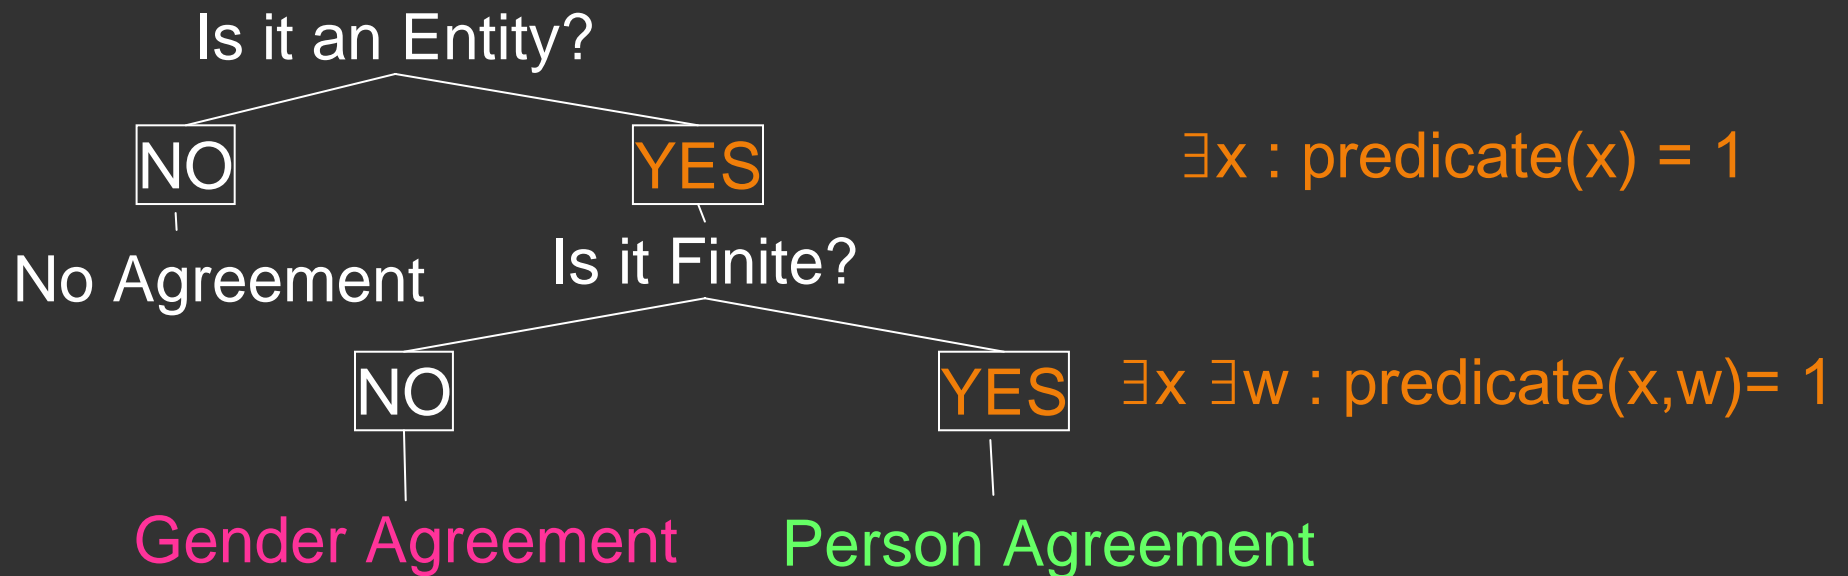 Is it an Entity?
NO
YES
∃x : predicate(x) = 1
No Agreement
Is it Finite?
NO
YES
∃x ∃w : predicate(x,w)= 1
Gender Agreement
Person Agreement